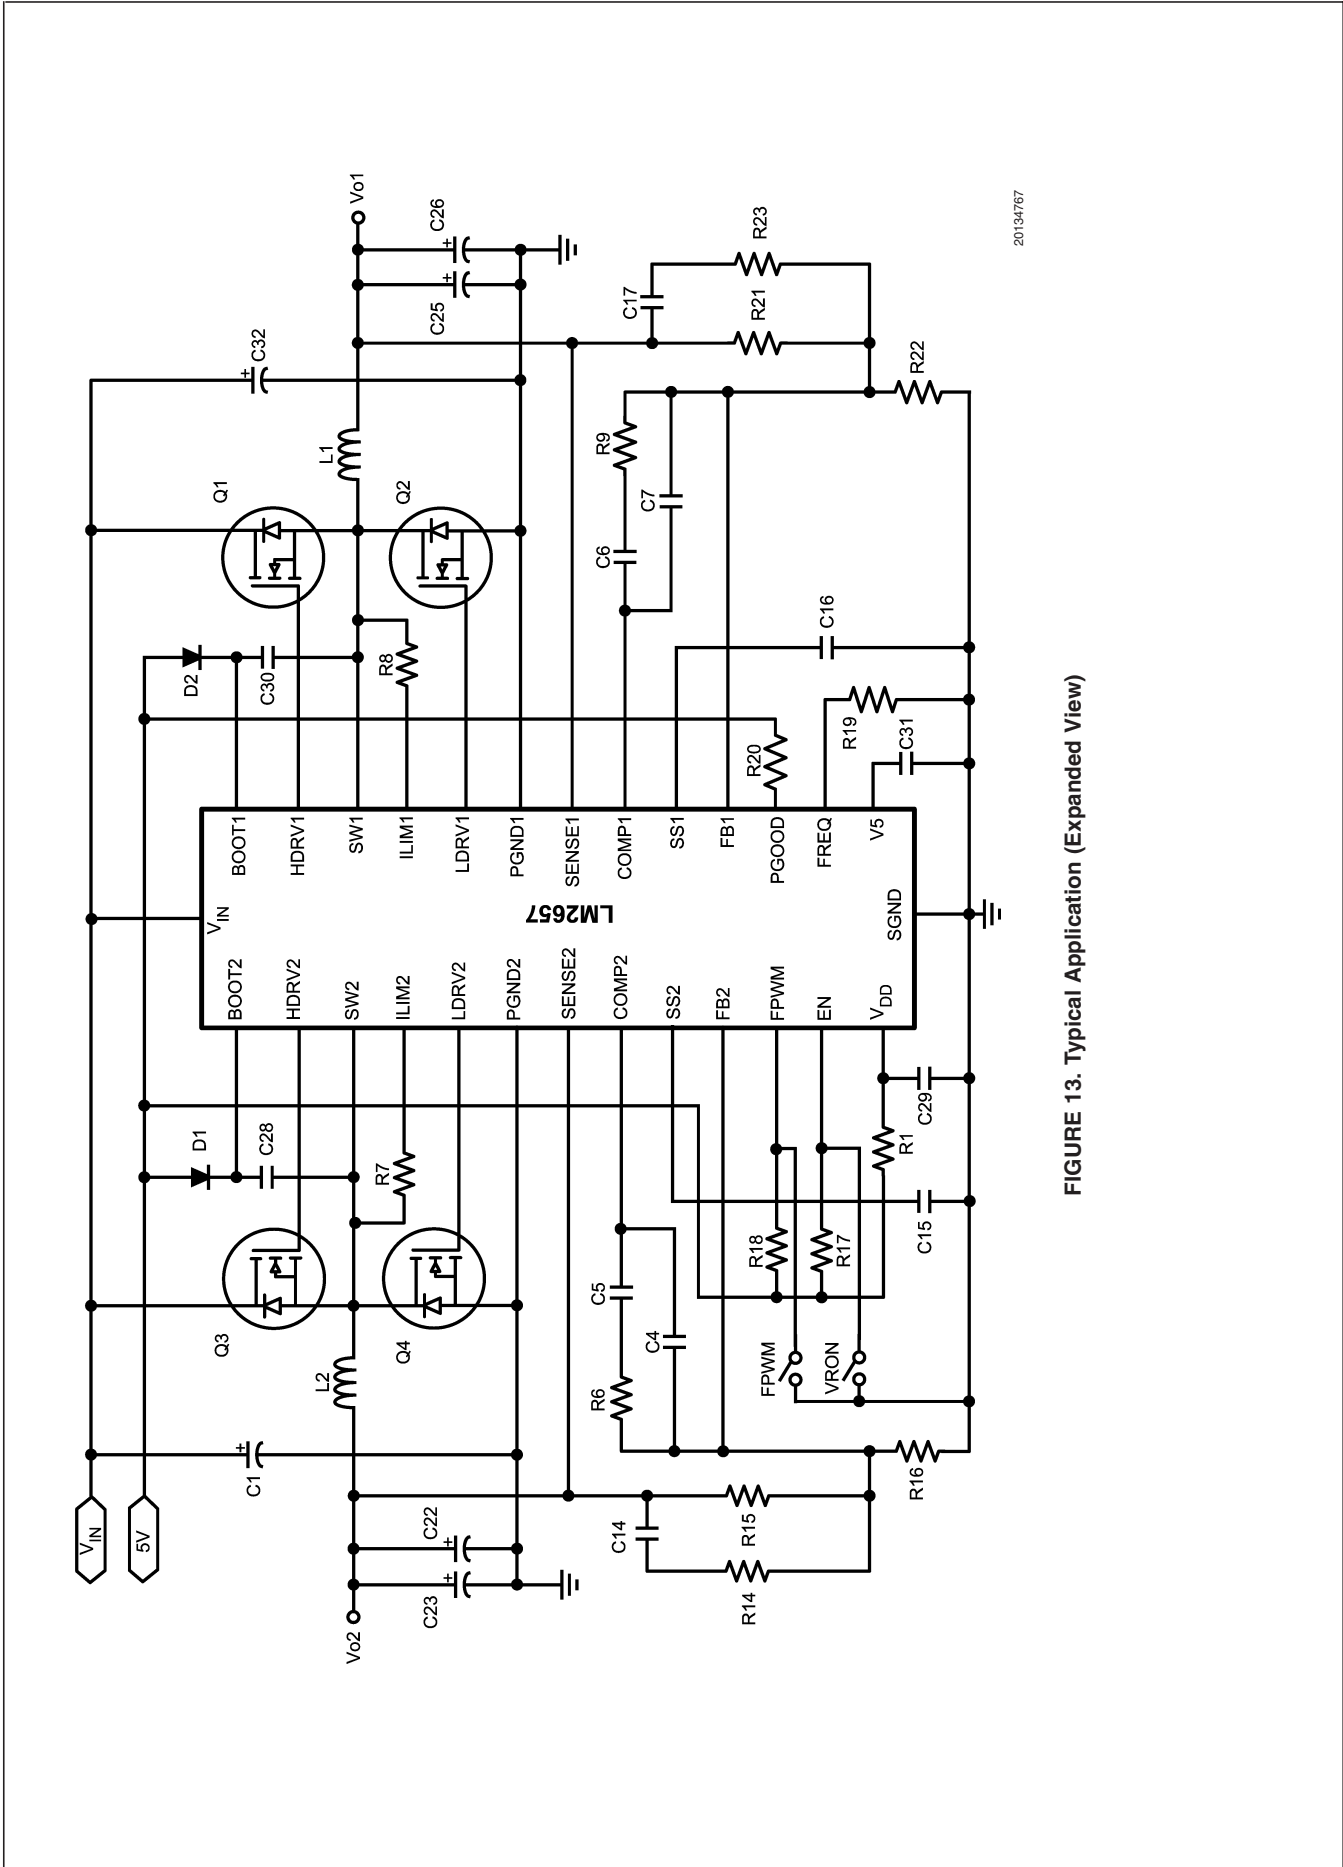 V_IN
5V
C1
D1
C28
Q3
L2
C22
C23
Vo2
Q4
R7
D2
C30
Q1
L1
C32
Vo1
C25
C26
Q2
R8
V_IN
BOOT2
HDRV2
SW2
ILIM2
LDRV2
PGND2
SENSE2
COMP2
SS2
FB2
FPWM
EN
V_DD
LM2657
SGND
BOOT1
HDRV1
SW1
ILIM1
LDRV1
PGND1
SENSE1
COMP1
SS1
FB1
PGOOD
FREQ
V5
C14
R14
R15
R16
R6
C5
C4
FPWM
VRON
R18
R17
R1
C15
C29
C6
R9
C7
C17
R21
R23
R22
R20
C16
R19
C31
20134767
FIGURE 13. Typical Application (Expanded View)